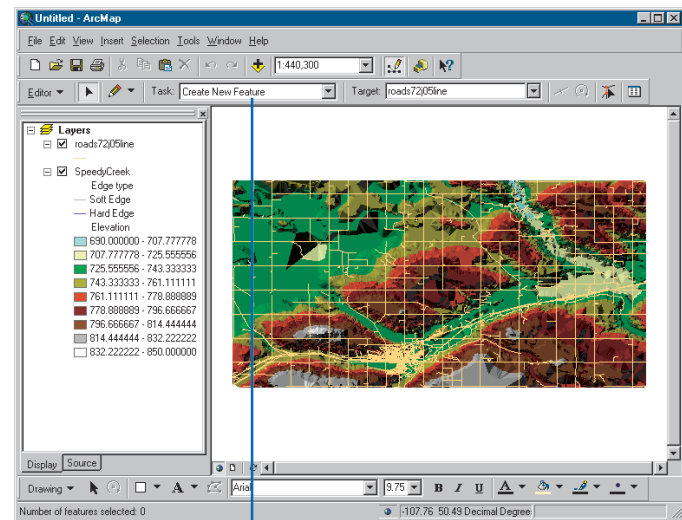 Untitled - ArcMap
File Edit View Insert Selection Tools Window Help
1:440,300
Editor Task: Create New Feature Target: roads72j05line
Layers
roads72j05line
SpeedyCreek
Edge type
Soft Edge
Hard Edge
Elevation
690.000000 - 707.777778
707.777778 - 725.555556
725.555556 - 743.333333
743.333333 - 761.111111
761.111111 - 778.888889
778.888889 - 796.666667
796.666667 - 814.444444
814.444444 - 832.222222
832.222222 - 850.000000
Display Source
Drawing A Arial 9.75 B I U A
Number of features selected: 0 -107.76 50.49 Decimal Degree